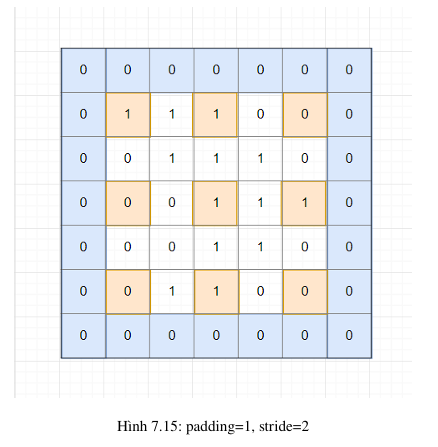 0 0 0 0 0 0 0
0 1 1 1 0 0 0
0 0 1 1 1 0 0
0 0 0 1 1 1 0
0 0 0 1 1 0 0
0 0 1 1 0 0 0
0 0 0 0 0 0 0
Hình 7.15: padding=1, stride=2